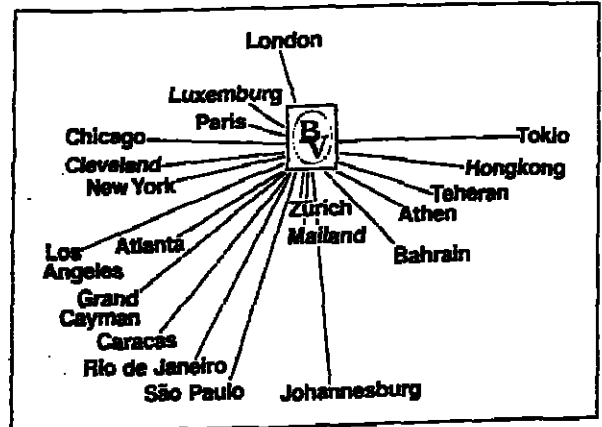 London
Luxemburg
Paris
B
V
Chicago
Tokio
Cleveland
Hongkong
New York
Teheran
Zürich
Athen
Mailand
Atlanta
Bahrain
Los
Angeles
Grand
Cayman
Caracas
Rio de Janeiro
São Paulo
Johannesburg